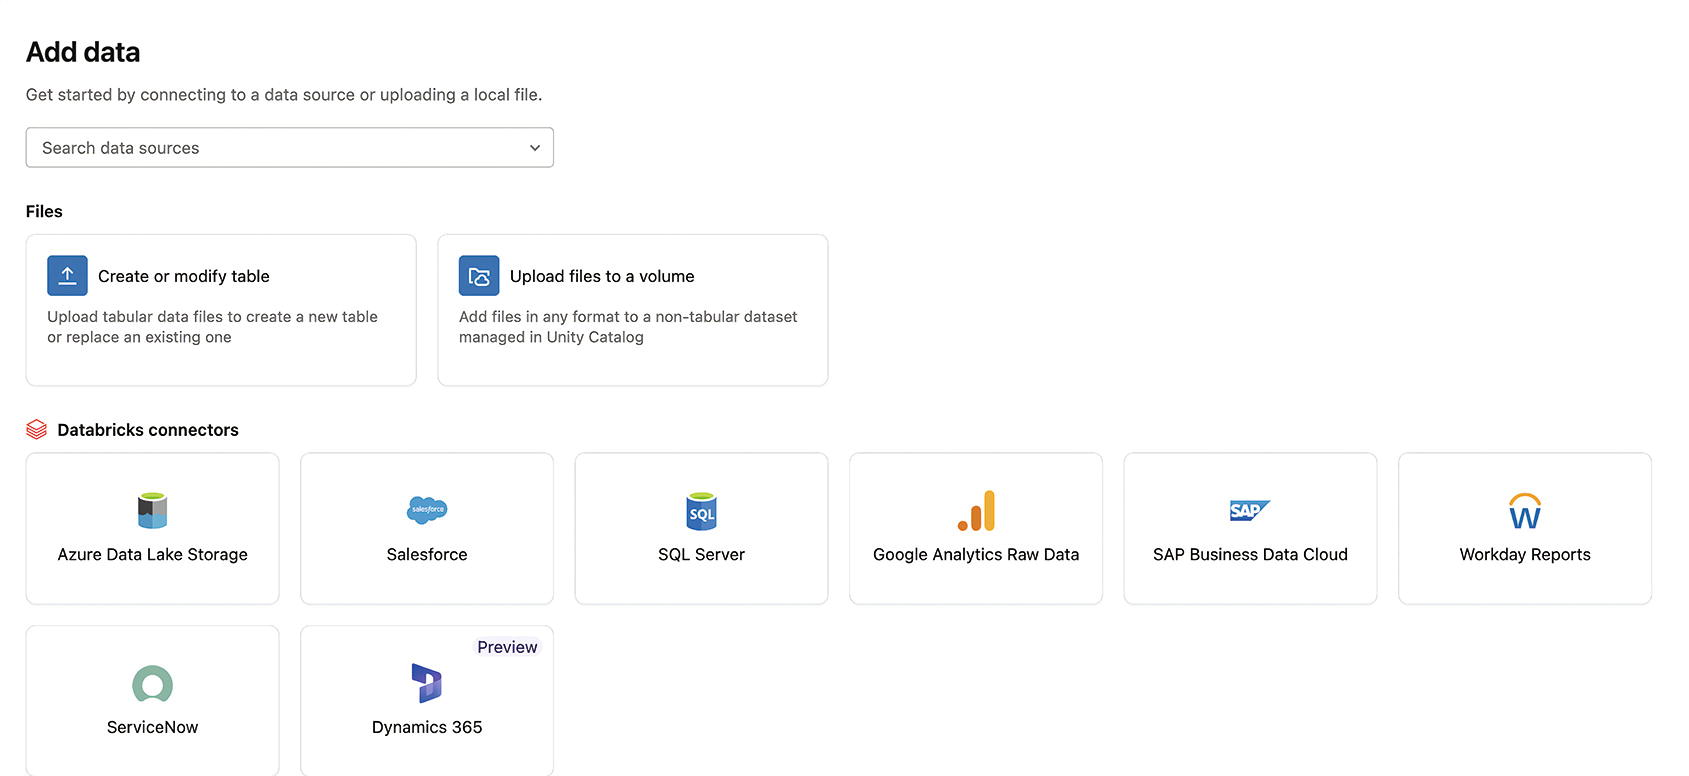 Add data
Get started by connecting to a data source or uploading a local file.
Search data sources
Files
Create or modify table
Upload tabular data files to create a new table
or replace an existing one
Upload files to a volume
Add files in any format to a non-tabular dataset
managed in Unity Catalog
Databricks connectors
Azure Data Lake Storage
salesforce
Salesforce
SQL
SQL Server
Google Analytics Raw Data
SAP
SAP Business Data Cloud
W
Workday Reports
ServiceNow
Preview
Dynamics 365